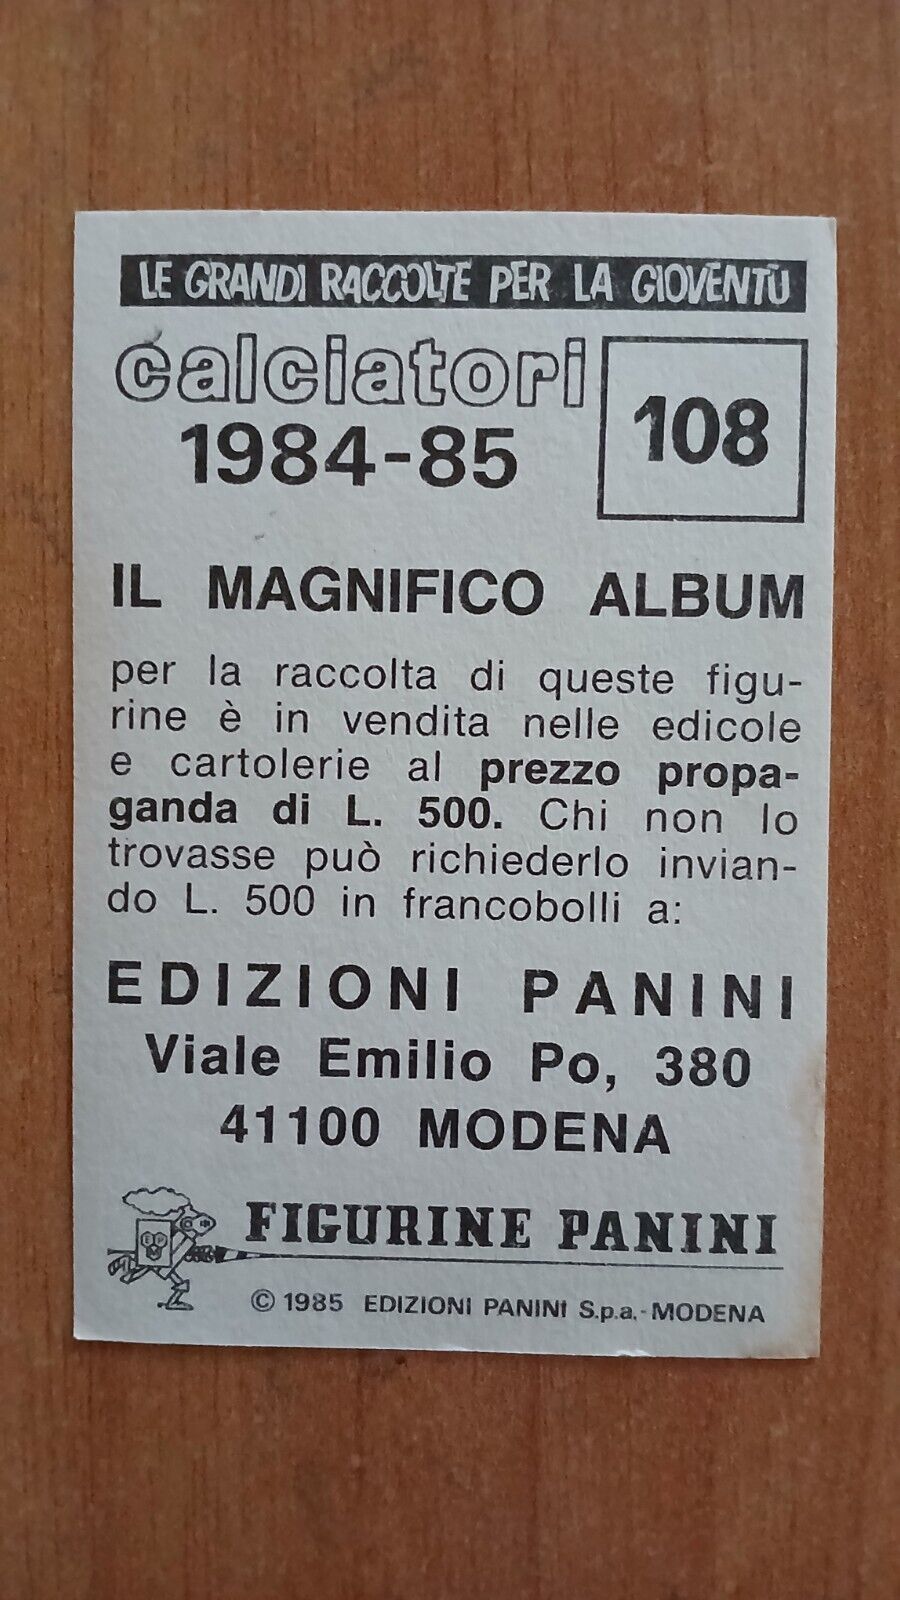 LE GRANDI RACCOLTE PER LA GIOVENTÙ
calciatori
1984-85
108
IL MAGNIFICO ALBUM
per la raccolta di queste figu-
rine è in vendita nelle edicole
e cartolerie al prezzo propa-
ganda di L. 500. Chi non lo
trovasse può richiederlo invian-
do L. 500 in francobolli a:
EDIZIONI PANINI
Viale Emilio Po, 380
41100 MODENA
FIGURINE PANINI
© 1985 EDIZIONI PANINI S.p.a.-MODENA